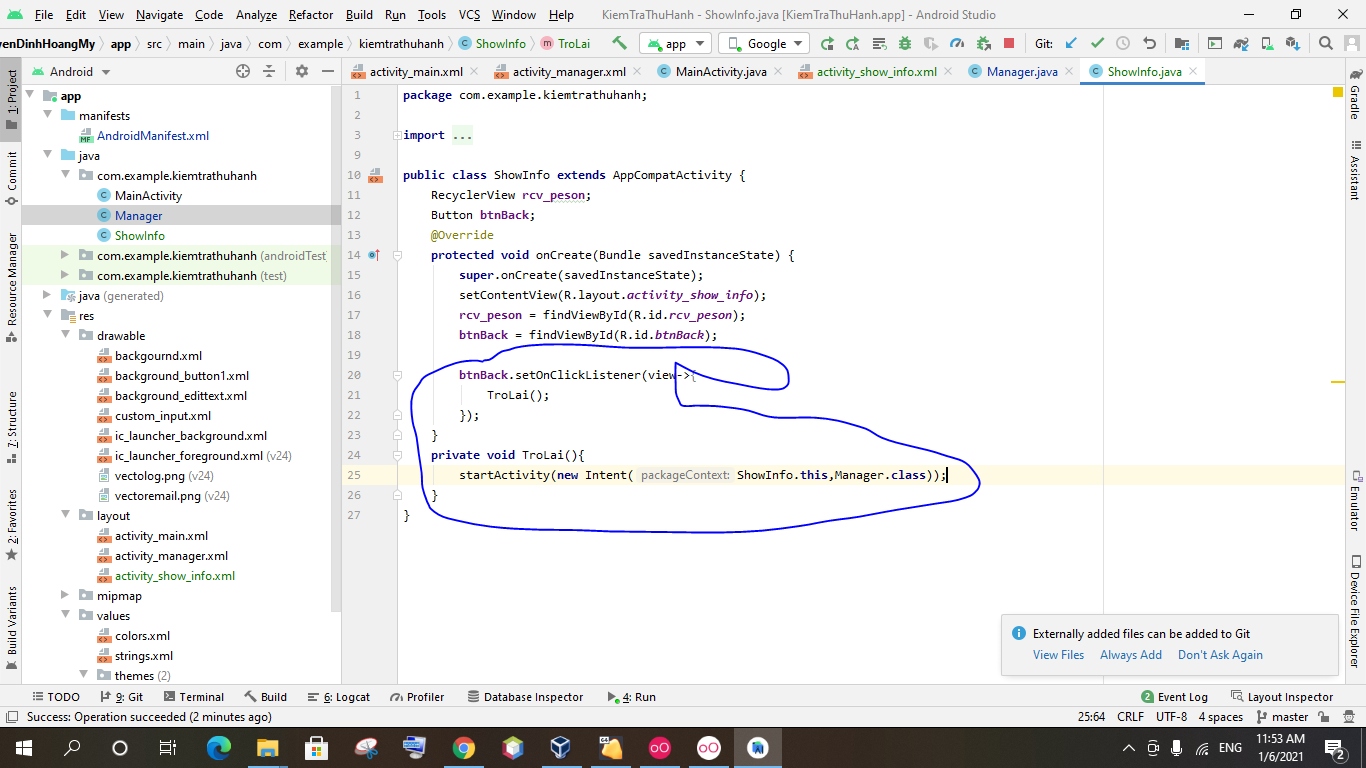 File Edit View Navigate Code Analyze Refactor Build Run Tools VCS Window Help KiemTraThuHanh - ShowInfo.java [KiemTraThuHanh.app] - Android Studio
yenDinhHoangMy app src main java com example kiemtrathuhanh ShowInfo TroLai app Google Git:
Android
activity_main.xml activity_manager.xml MainActivity.java activity_show_info.xml Manager.java ShowInfo.java
1: Project
Commit
Resource Manager
7: Structure
2: Favorites
Build Variants
app
manifests
AndroidManifest.xml
java
com.example.kiemtrathuhanh
MainActivity
Manager
ShowInfo
com.example.kiemtrathuhanh (androidTest)
com.example.kiemtrathuhanh (test)
java (generated)
res
drawable
backgournd.xml
background_button1.xml
background_edittext.xml
custom_input.xml
ic_launcher_background.xml
ic_launcher_foreground.xml (v24)
vectolog.png (v24)
vectoremail.png (v24)
layout
activity_main.xml
activity_manager.xml
activity_show_info.xml
mipmap
values
colors.xml
strings.xml
themes (2)
1 package com.example.kiemtrathuhanh;
2
3 import ...
9
10 public class ShowInfo extends AppCompatActivity {
11 RecyclerView rcv_peson;
12 Button btnBack;
13 @Override
14 protected void onCreate(Bundle savedInstanceState) {
15 super.onCreate(savedInstanceState);
16 setContentView(R.layout.activity_show_info);
17 rcv_peson = findViewById(R.id.rcv_peson);
18 btnBack = findViewById(R.id.btnBack);
19
20 btnBack.setOnClickListener(view->{
21 TroLai();
22 });
23 }
24 private void TroLai(){
25 startActivity(new Intent( packageContext: ShowInfo.this,Manager.class));
26 }
27 }
Gradle
Assistant
Emulator
Device File Explorer
Externally added files can be added to Git
View Files Always Add Don't Ask Again
TODO 9: Git Terminal Build 6: Logcat Profiler Database Inspector 4: Run 2 Event Log Layout Inspector
Success: Operation succeeded (2 minutes ago) 25:64 CRLF UTF-8 4 spaces master
ENG 11:53 AM
1/6/2021 2